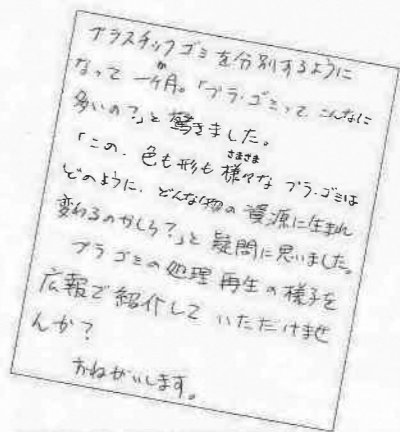 プラスチックゴミを分別するように
なって一ヶ月。「プラ・ゴミって こんなに
多いの?」と驚きました。
「この、色も形も様々な プラ・ゴミは
どのように、どんな物の資源に生まれ
変わるのかしら?」と疑問に思いました。
プラゴミの処理再生の様子を
広報で紹介して いただけませ
んか?
おねがいします。